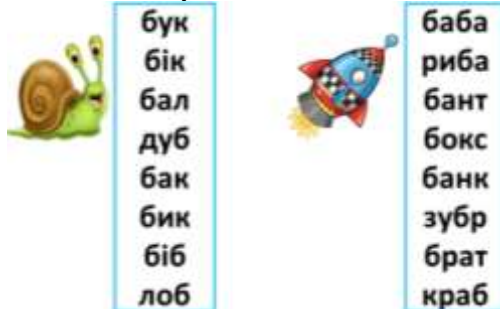 бук
бік
бал
дуб
бак
бик
біб
лоб
баба
риба
бант
бокс
банк
зубр
брат
краб